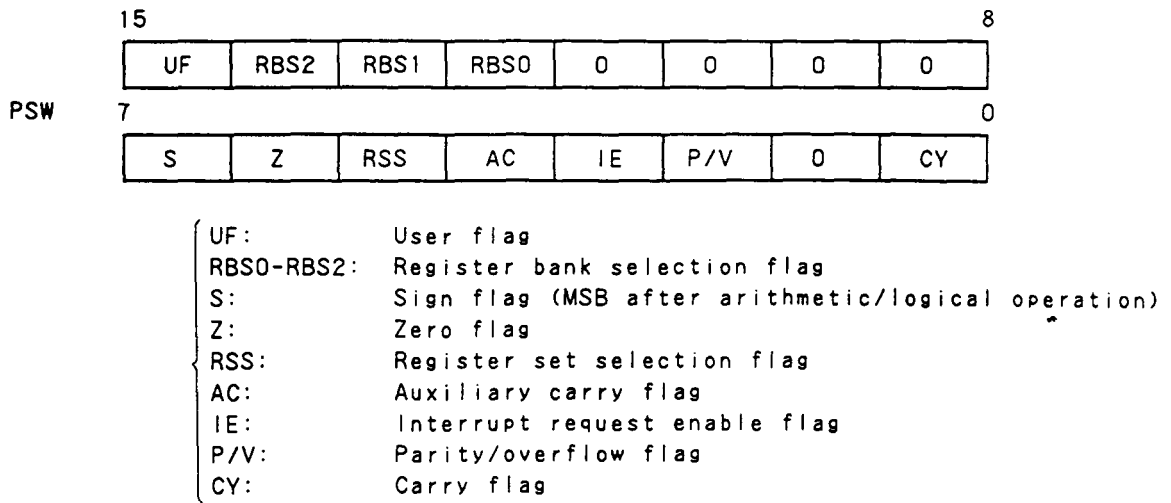 15 8
UF RBS2 RBS1 RBS0 0 0 0 0
PSW 7 0
S Z RSS AC IE P/V 0 CY
UF: User flag
RBS0-RBS2: Register bank selection flag
S: Sign flag (MSB after arithmetic/logical operation)
Z: Zero flag
RSS: Register set selection flag
AC: Auxiliary carry flag
IE: Interrupt request enable flag
P/V: Parity/overflow flag
CY: Carry flag